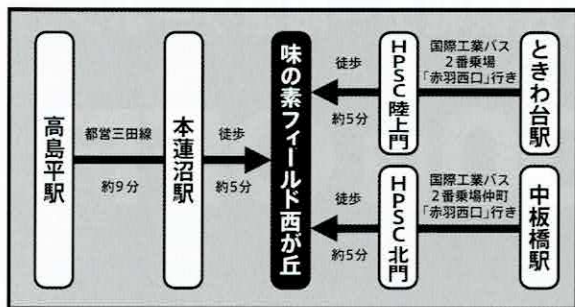 高島平駅
都営三田線
約9分
本蓮沼駅
徒歩
約5分
味の素フィールド西が丘
徒歩
約5分
HPSC陸上門
国際工業バス
2番乗場
「赤羽西口」行き
ときわ台駅
徒歩
約5分
HPSC北門
国際工業バス
2番乗場仲町
「赤羽西口」行き
中板橋駅